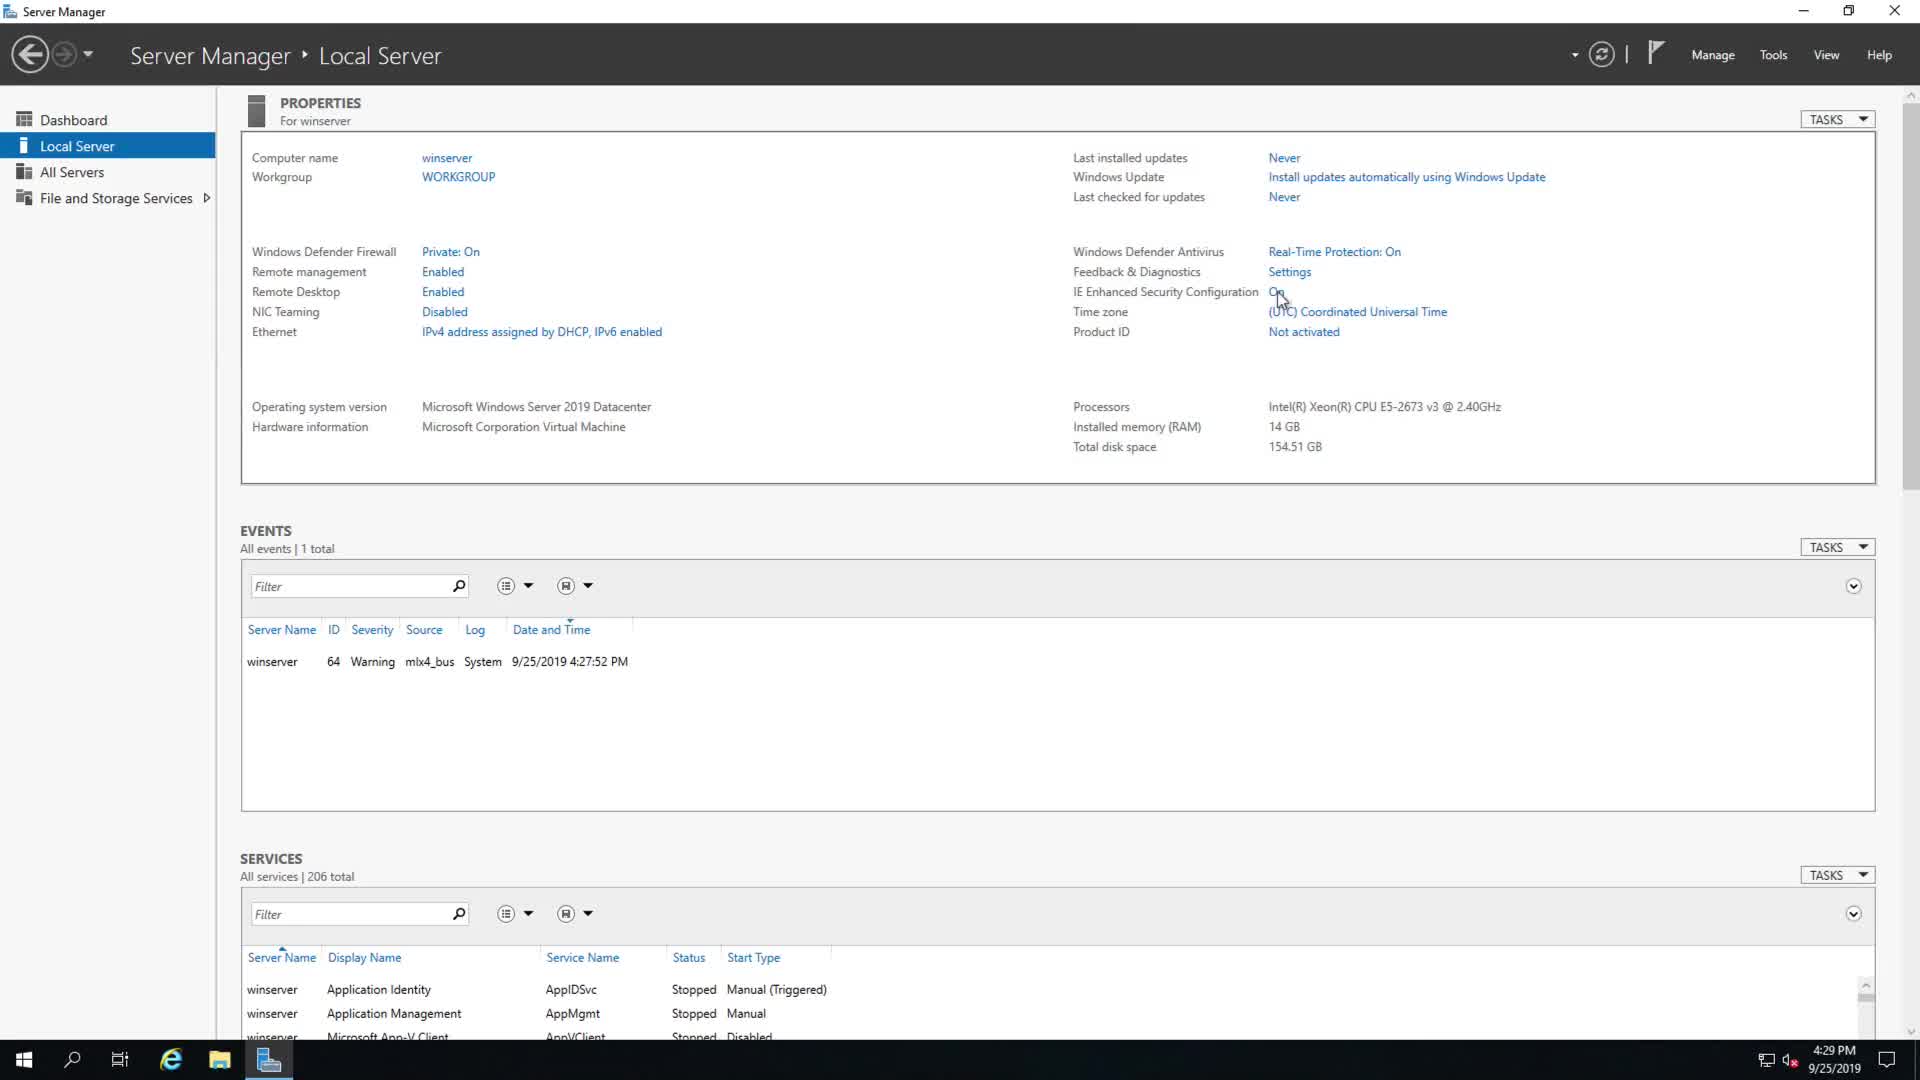 Server Manager
Server Manager ‣ Local Server
Manage Tools View Help
Dashboard
Local Server
All Servers
File and Storage Services
PROPERTIES
For winserver
TASKS
Computer name winserver
Workgroup WORKGROUP
Last installed updates Never
Windows Update Install updates automatically using Windows Update
Last checked for updates Never
Windows Defender Firewall Private: On
Remote management Enabled
Remote Desktop Enabled
NIC Teaming Disabled
Ethernet IPv4 address assigned by DHCP, IPv6 enabled
Windows Defender Antivirus Real-Time Protection: On
Feedback & Diagnostics Settings
IE Enhanced Security Configuration On
Time zone (UTC) Coordinated Universal Time
Product ID Not activated
Operating system version Microsoft Windows Server 2019 Datacenter
Hardware information Microsoft Corporation Virtual Machine
Processors Intel(R) Xeon(R) CPU E5-2673 v3 @ 2.40GHz
Installed memory (RAM) 14 GB
Total disk space 154.51 GB
EVENTS
All events | 1 total
TASKS
Filter
Server Name ID Severity Source Log Date and Time
winserver 64 Warning mlx4_bus System 9/25/2019 4:27:52 PM
SERVICES
All services | 206 total
TASKS
Filter
Server Name Display Name Service Name Status Start Type
winserver Application Identity AppIDSvc Stopped Manual (Triggered)
winserver Application Management AppMgmt Stopped Manual
winserver Microsoft App-V Client AppVClient Stopped Disabled
4:29 PM
9/25/2019